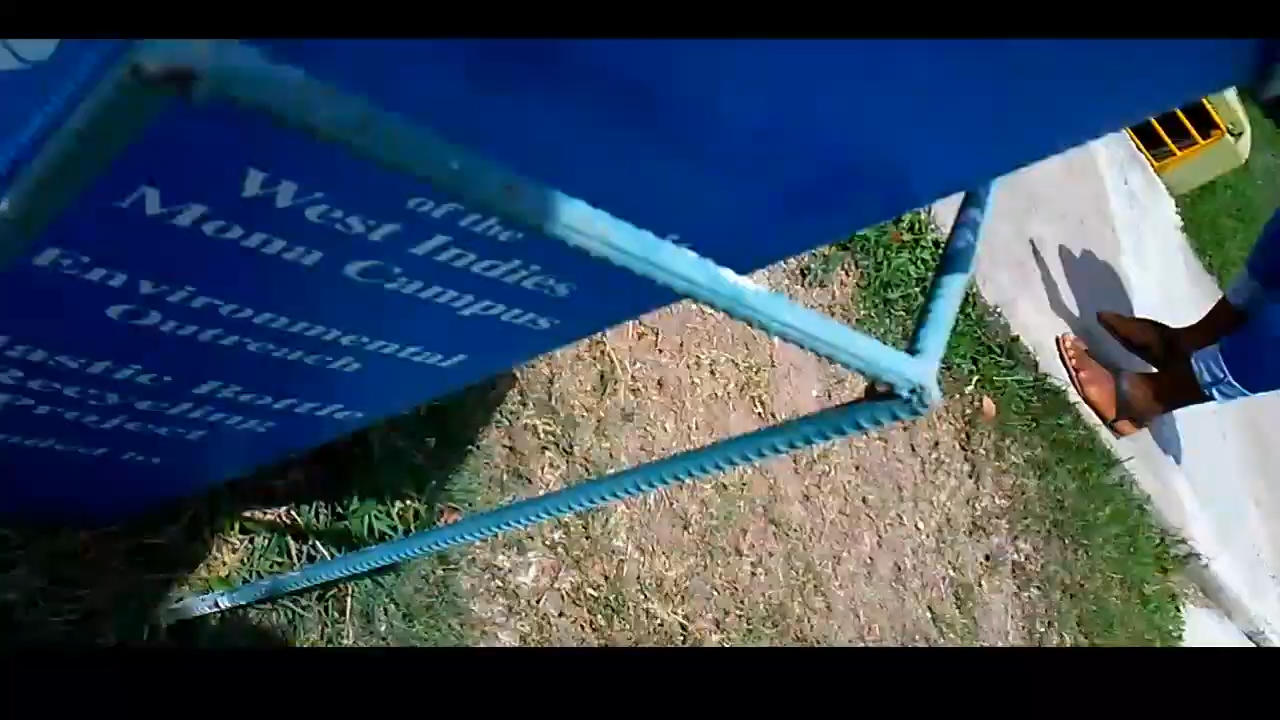 of the
West Indies
Mona Campus
Environmental
Outreach
Bottle
Recycling
Project